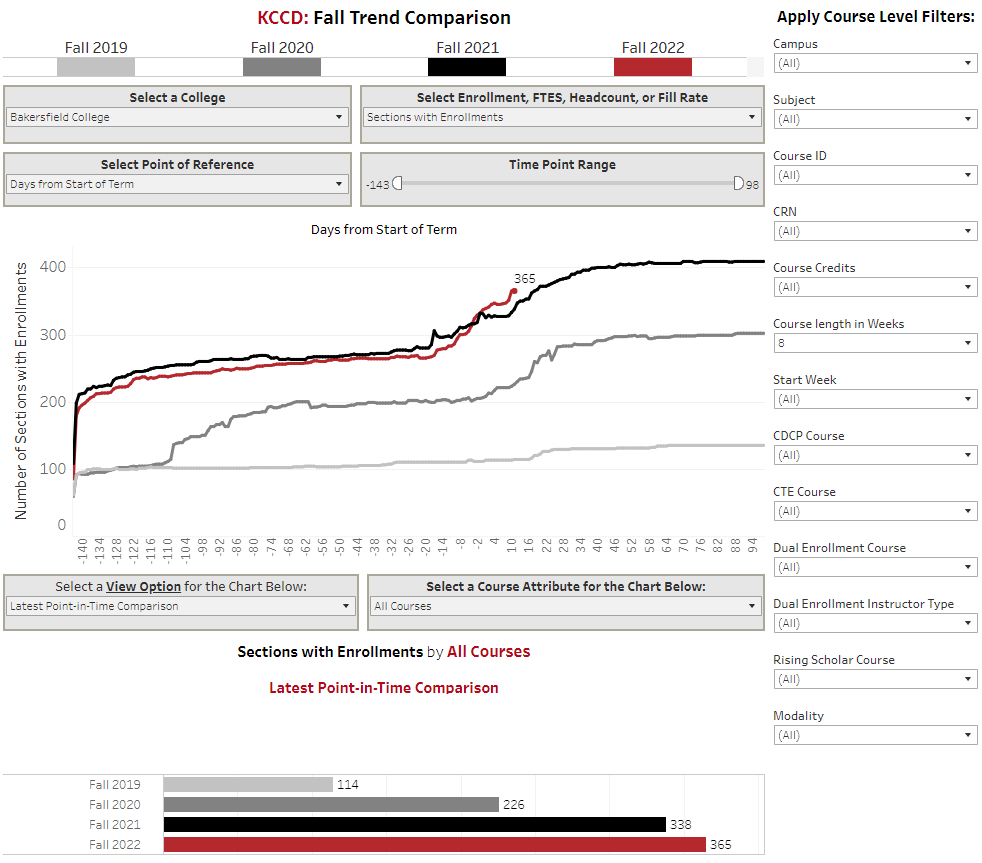 KCCD: Fall Trend Comparison
Fall 2019 Fall 2020 Fall 2021 Fall 2022
Select a College
Bakersfield College
Select Enrollment, FTES, Headcount, or Fill Rate
Sections with Enrollments
Select Point of Reference
Days from Start of Term
Time Point Range
-143 98
Days from Start of Term
Number of Sections with Enrollments
400
300
200
100
0
365
-140 -134 -128 -122 -116 -110 -104 -98 -92 -86 -80 -74 -68 -62 -56 -50 -44 -38 -32 -26 -20 -14 -8 -2 4 10 16 22 28 34 40 46 52 58 64 70 76 82 88 94
Select a View Option for the Chart Below:
Latest Point-in-Time Comparison
Select a Course Attribute for the Chart Below:
All Courses
Sections with Enrollments by All Courses
Latest Point-in-Time Comparison
Fall 2019 114
Fall 2020 226
Fall 2021 338
Fall 2022 365
Apply Course Level Filters:
Campus
(All)
Subject
(All)
Course ID
(All)
CRN
(All)
Course Credits
(All)
Course length in Weeks
8
Start Week
(All)
CDCP Course
(All)
CTE Course
(All)
Dual Enrollment Course
(All)
Dual Enrollment Instructor Type
(All)
Rising Scholar Course
(All)
Modality
(All)